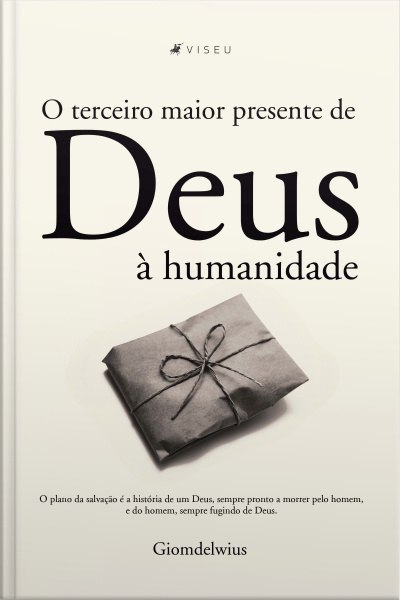 VISEU
O terceiro maior presente de
Deus
à humanidade
O plano da salvação é a história de um Deus, sempre pronto a morrer pelo homem,
e do homem, sempre fugindo de Deus.
Giomdelwius